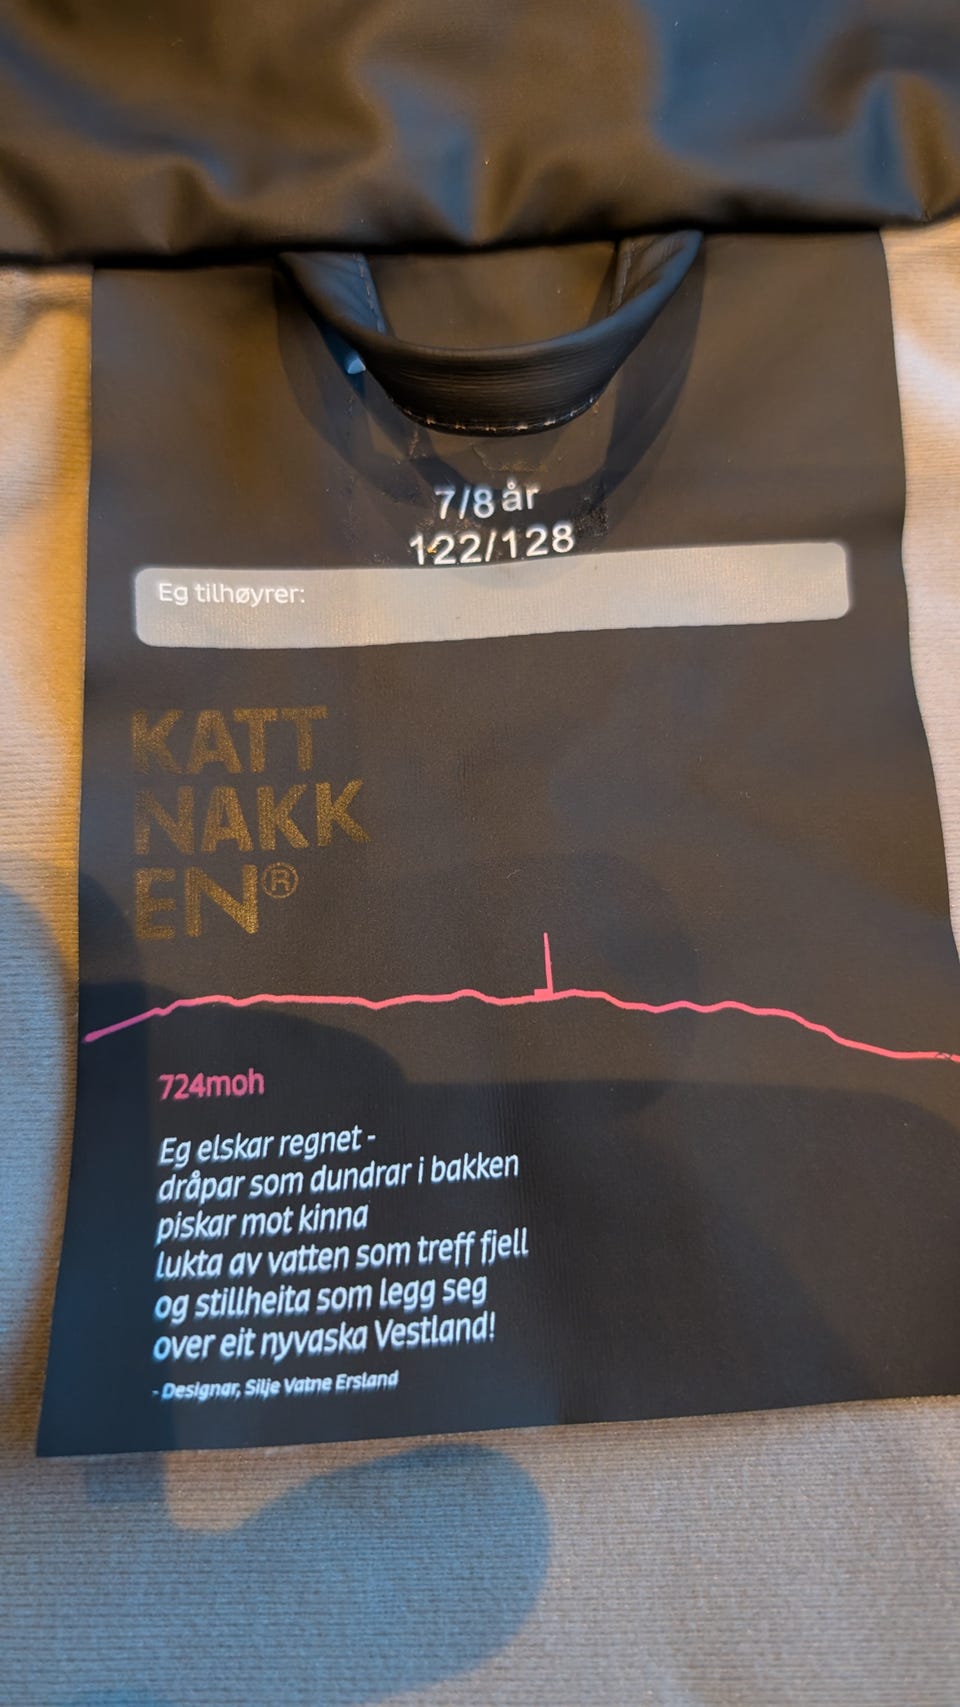 7/8 år
122/128
Eg tilhøyrer:
KATT
NAKK
EN®
724moh
Eg elskar regnet -
dråpar som dundrar i bakken
piskar mot kinna
lukta av vatten som treff fjell
og stillheita som legg seg
over eit nyvaska Vestland!
- Designar, Silje Vatne Ersland